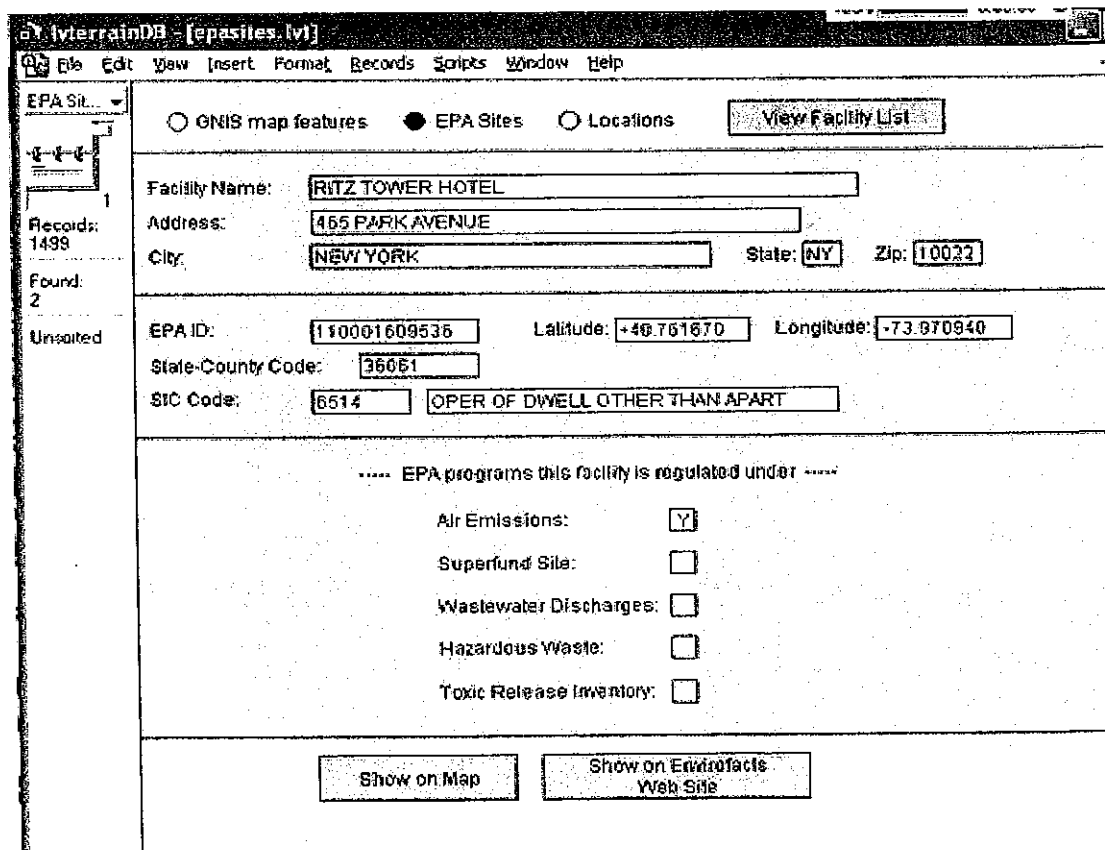 lvterrainDB - [epasites.lvt]
File Edit View Insert Format Records Scripts Window Help
EPA Sit...
GNIS map features EPA Sites Locations View Facility List
1
Records:
1499
Found:
2
Unsorted
Facility Name: RITZ TOWER HOTEL
Address: 465 PARK AVENUE
City: NEW YORK State: NY Zip: 10022
EPA ID: 110001609536 Latitude: +40.761670 Longitude: -73.970940
State-County Code: 36061
SIC Code: 6514 OPER OF DWELL OTHER THAN APART
----- EPA programs this facility is regulated under -----
Air Emissions: Y
Superfund Site:
Wastewater Discharges:
Hazardous Waste:
Toxic Release Inventory:
Show on Map
Show on Envirofacts
Web Site